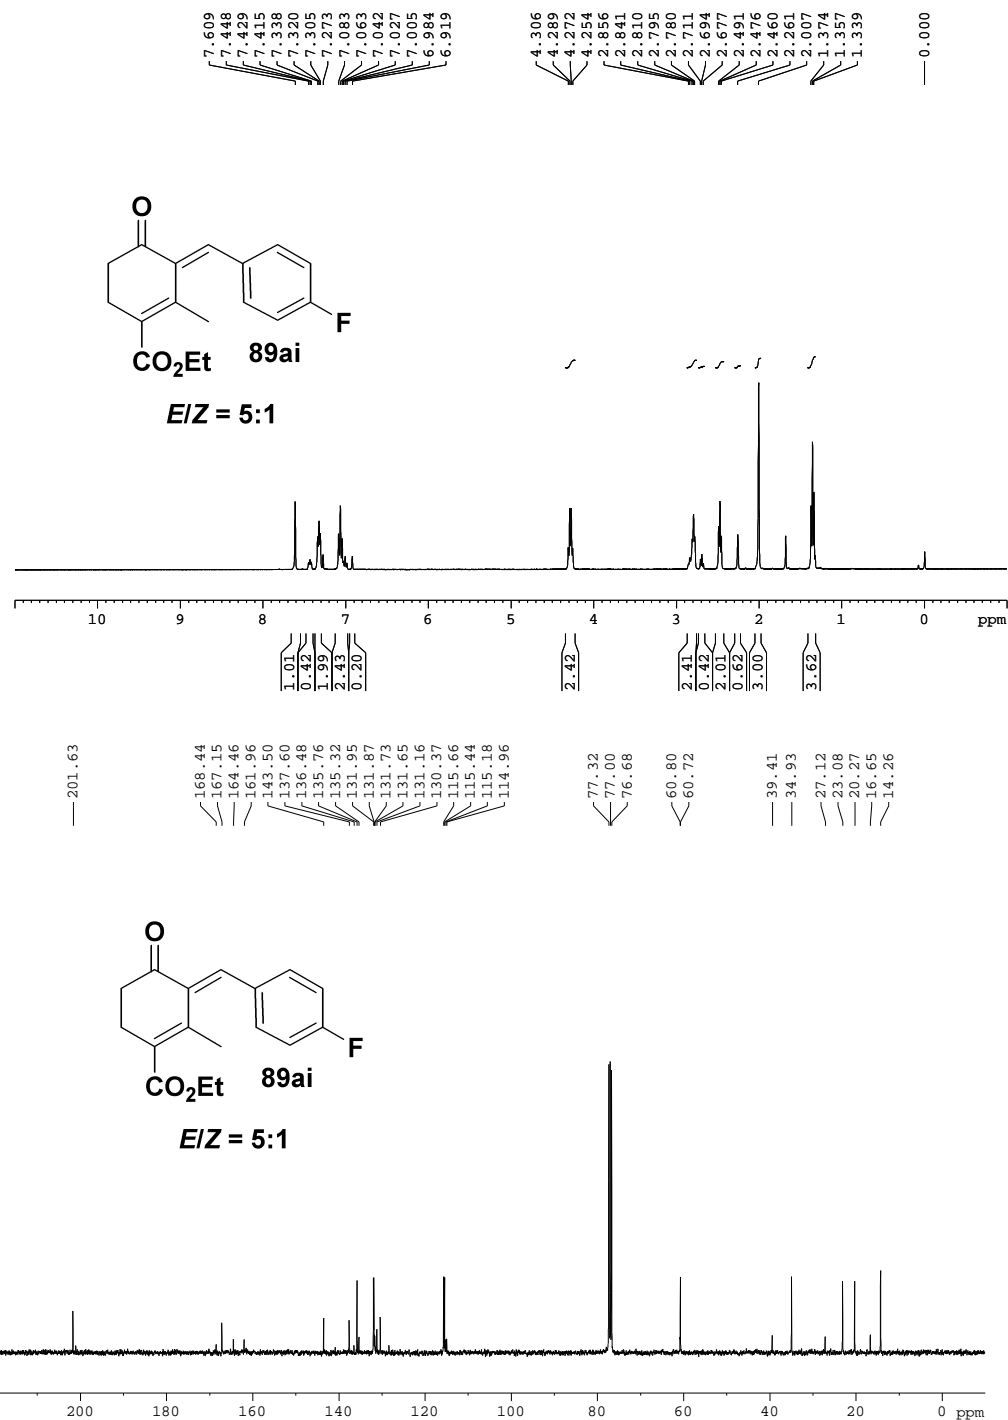 7.609 7.448 7.429 7.415 7.338 7.320 7.305 7.273 7.083 7.063 7.042 7.027 7.005 6.984 6.919 4.306 4.289 4.272 4.254 2.856 2.841 2.810 2.795 2.780 2.711 2.694 2.677 2.491 2.476 2.460 2.261 2.007 1.374 1.357 1.339 0.000
O
F
CO2Et 89ai
E/Z = 5:1
10 9 8 7 6 5 4 3 2 1 0 ppm
1.01 0.42 1.99 2.43 0.20 2.42 2.41 0.42 2.01 0.62 3.00 3.62
201.63 168.44 167.15 164.46 161.96 143.50 137.60 136.48 135.76 135.32 131.95 131.87 131.73 131.65 131.16 130.37 115.66 115.44 115.18 114.96 77.32 77.00 76.68 60.80 60.72 39.41 34.93 27.12 23.08 20.27 16.65 14.26
O
F
CO2Et 89ai
E/Z = 5:1
200 180 160 140 120 100 80 60 40 20 0 ppm